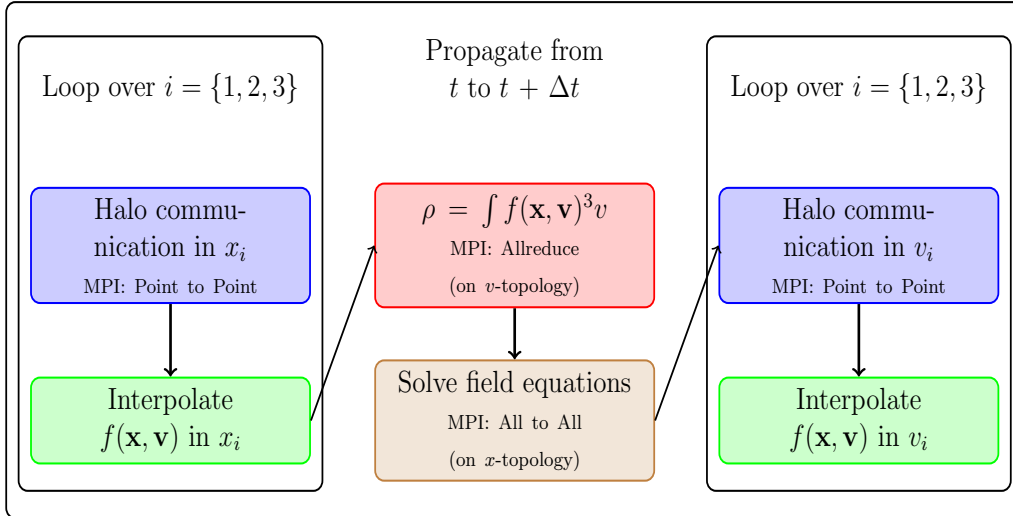 Loop over i = {1, 2, 3}
Halo commu-
nication in x_i
MPI: Point to Point
Interpolate
f(𝐱, 𝐯) in x_i
Propagate from
t to t + Δt
ρ = ∫ f(𝐱, 𝐯)³v
MPI: Allreduce
(on v-topology)
Solve field equations
MPI: All to All
(on x-topology)
Loop over i = {1, 2, 3}
Halo commu-
nication in v_i
MPI: Point to Point
Interpolate
f(𝐱, 𝐯) in v_i